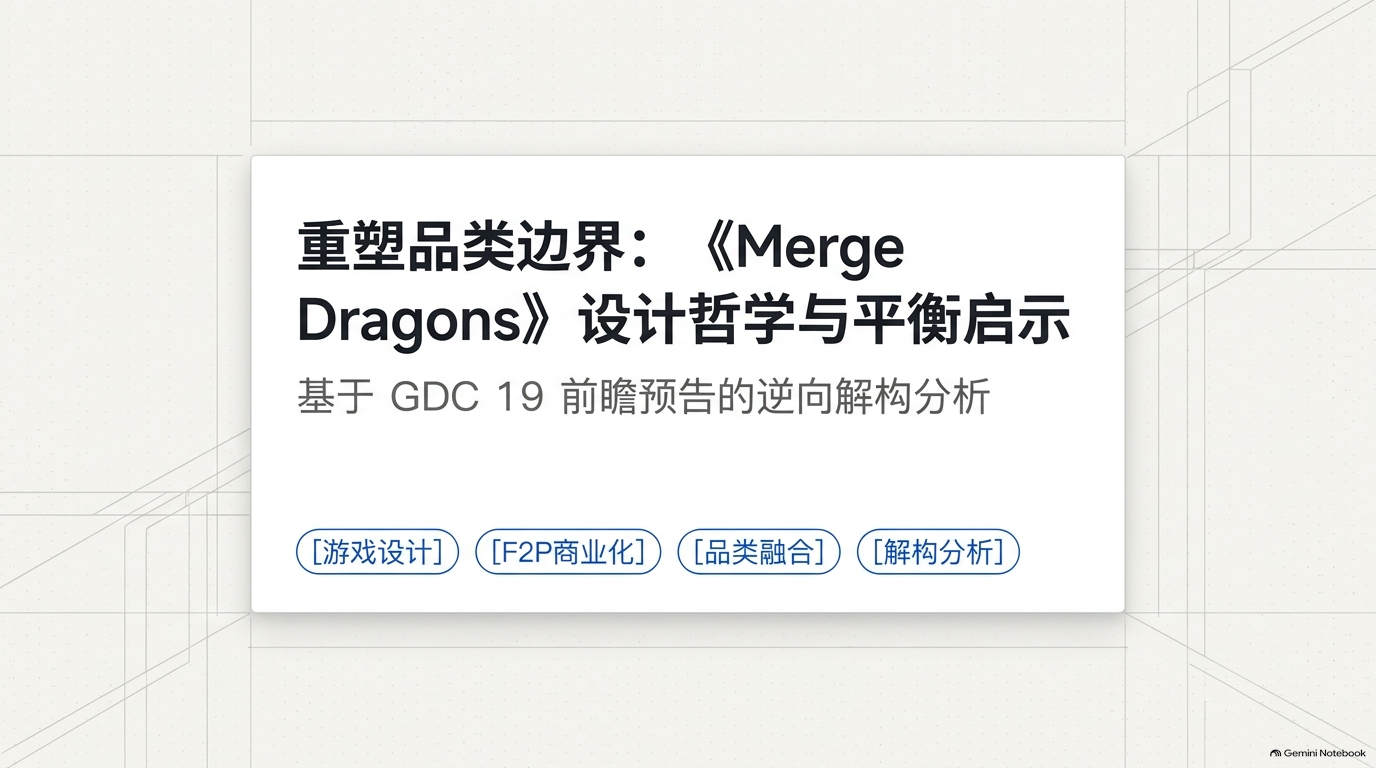 重塑品类边界：《Merge
Dragons》设计哲学与平衡启示
基于 GDC 19 前瞻预告的逆向解构分析
[游戏设计] [F2P商业化] [品类融合] [解构分析]
Gemini Notebook